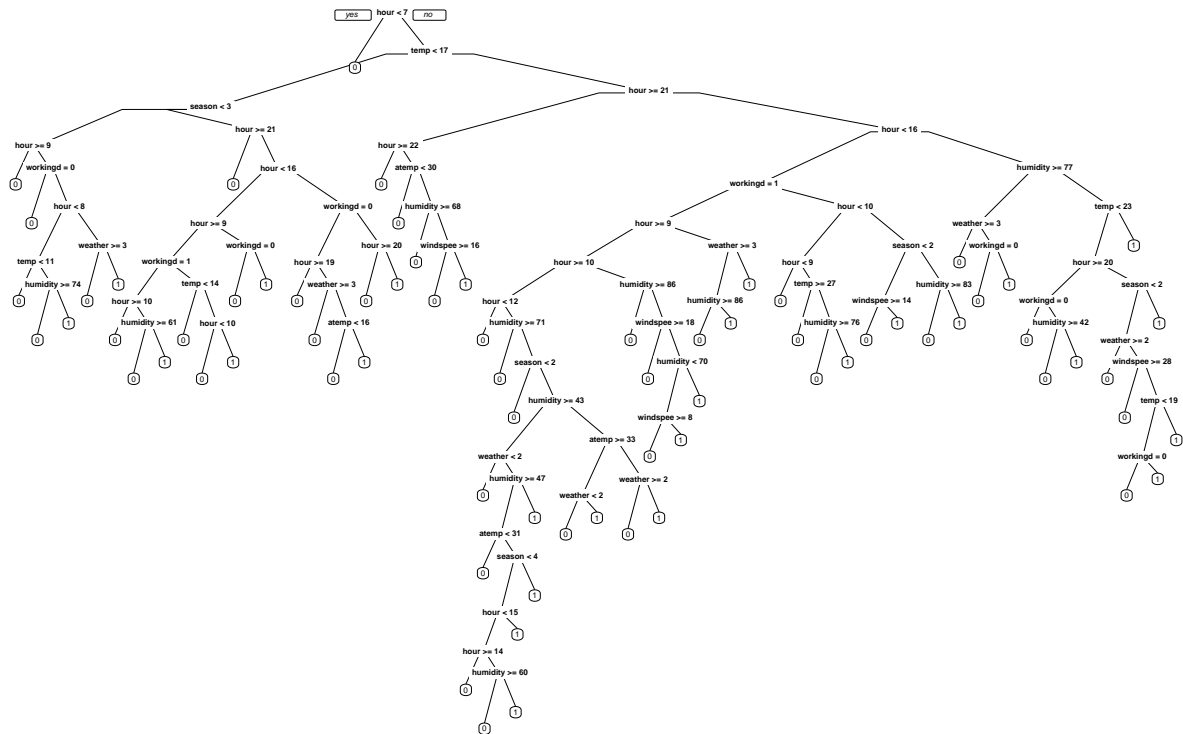 yes hour < 7 no
temp < 17
0
hour >= 21
season < 3
hour >= 21 hour < 16
hour >= 9 hour >= 22
workingd = 0 hour < 16 atemp < 30 humidity >= 77
0 0 0 workingd = 1
hour < 8 workingd = 0 humidity >= 68 hour < 10 temp < 23
0 hour >= 9 0 hour >= 9 weather >= 3
weather >= 3 workingd = 0 hour >= 20 windspee >= 16 weather >= 3 season < 2 workingd = 0 1
temp < 11 workingd = 1 hour >= 19 0 hour >= 10 hour < 9 0 hour >= 20
humidity >= 74 1 temp < 14 1 weather >= 3 1 1 humidity >= 86 temp >= 27 humidity >= 83 1 season < 2
0 0 hour >= 10 0 0 0 0 hour < 12 humidity >= 86 0 windspee >= 14 0 workingd = 0
1 humidity >= 61 hour < 10 atemp < 16 humidity >= 71 windspee >= 18 1 humidity >= 76 1 1 humidity >= 42 1
0 0 0 0 0 0 0 0 0 0 0 weather >= 2
1 1 1 season < 2 humidity < 70 1 1 windspee >= 28
0 0 0 0 0 0 0 0
humidity >= 43 1 temp < 19
0 windspee >= 8 0
atemp >= 33 1 1
weather < 2 0 workingd = 0
humidity >= 47 weather >= 2 1
0 weather < 2 0
1 1 1
atemp < 31 0 0
season < 4
0
1
hour < 15
1
hour >= 14
humidity >= 60
0
1
0